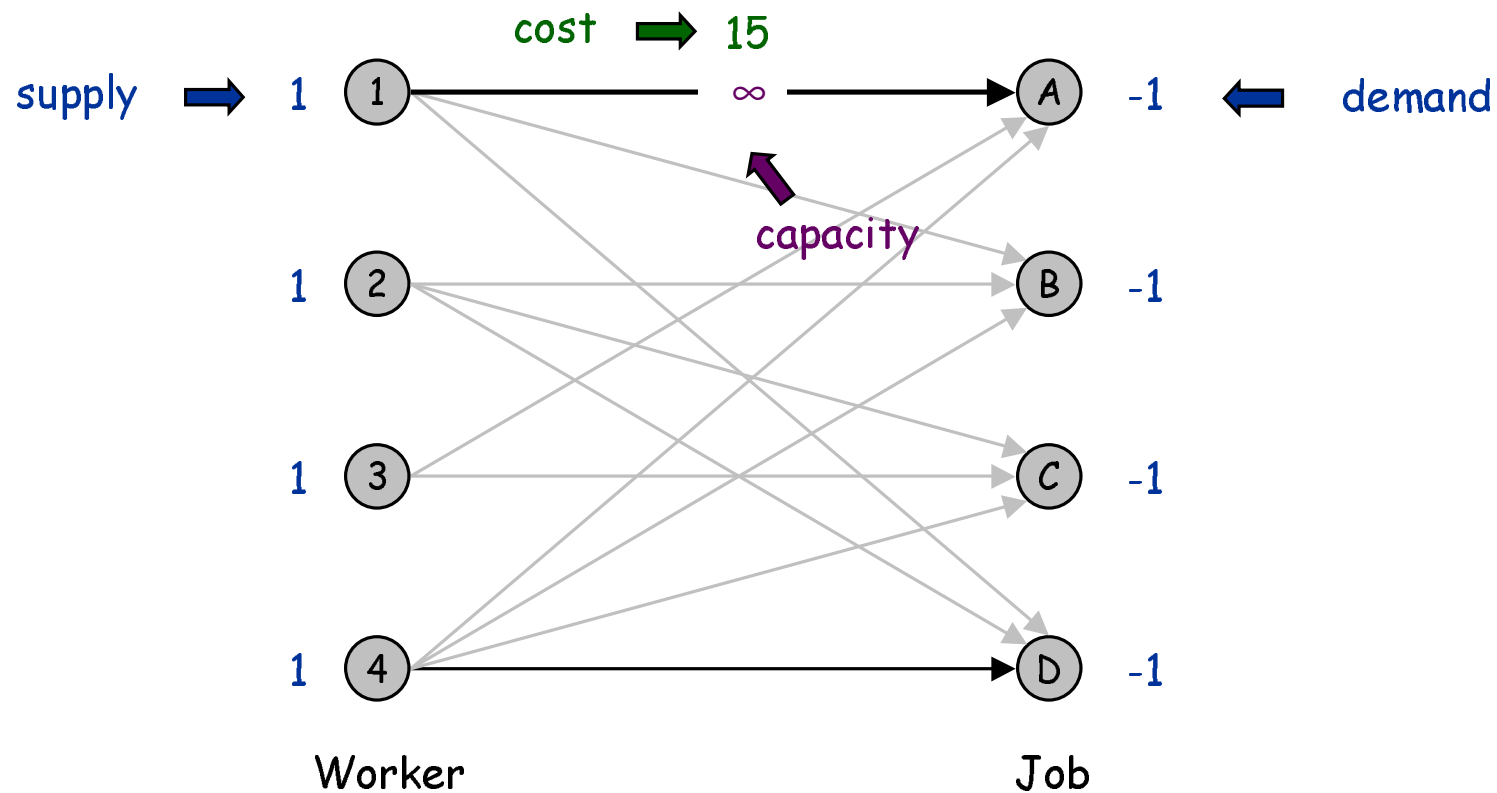 cost 15
supply 1 1 ∞ A -1 demand
capacity
1 2 B -1
1 3 C -1
1 4 D -1
Worker Job